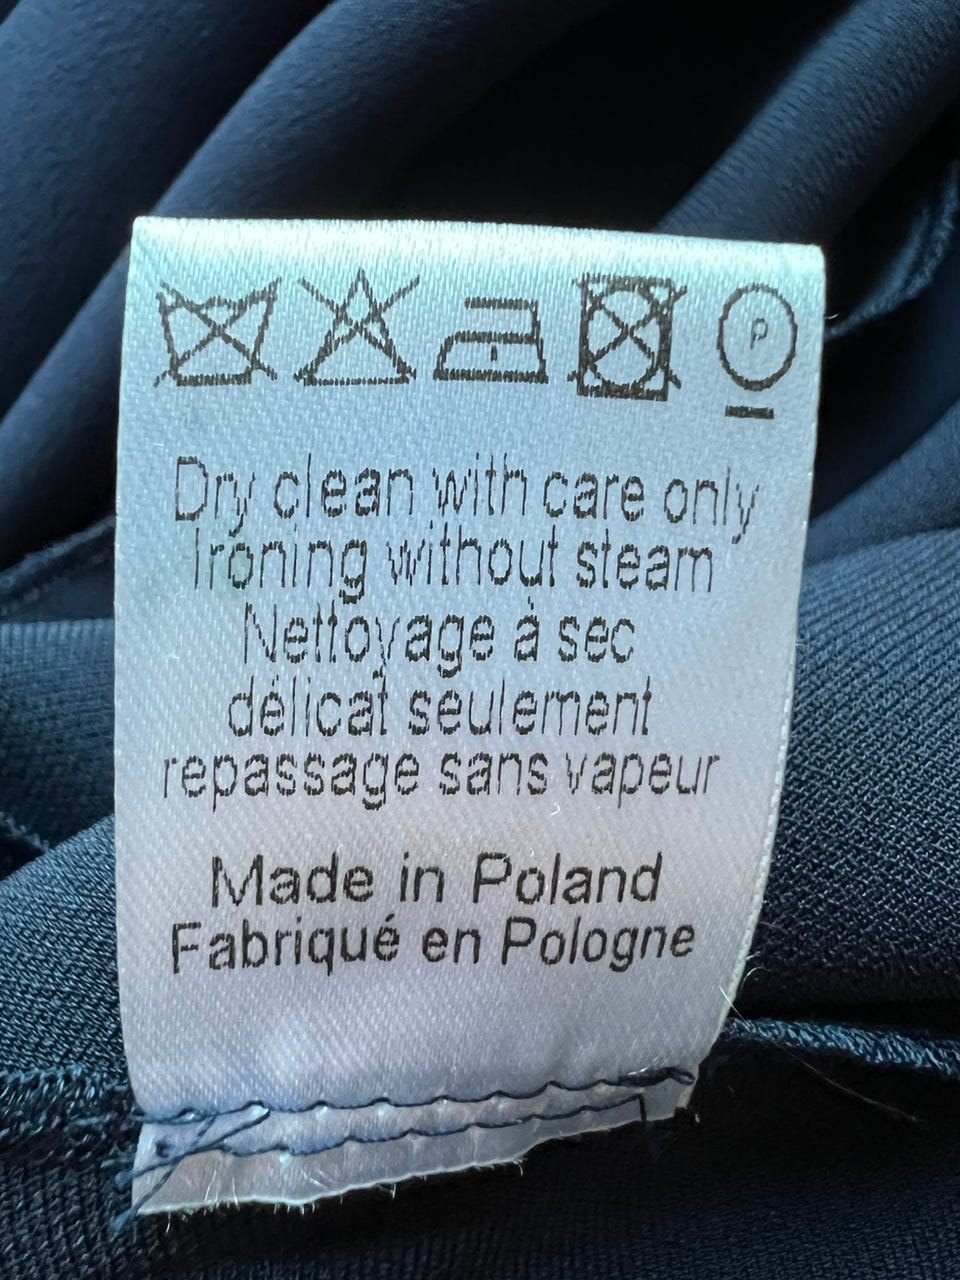 P
Dry clean with care only
Ironing without steam
Nettoyage à sec
délicat seulement
repassage sans vapeur
Made in Poland
Fabriqué en Pologne